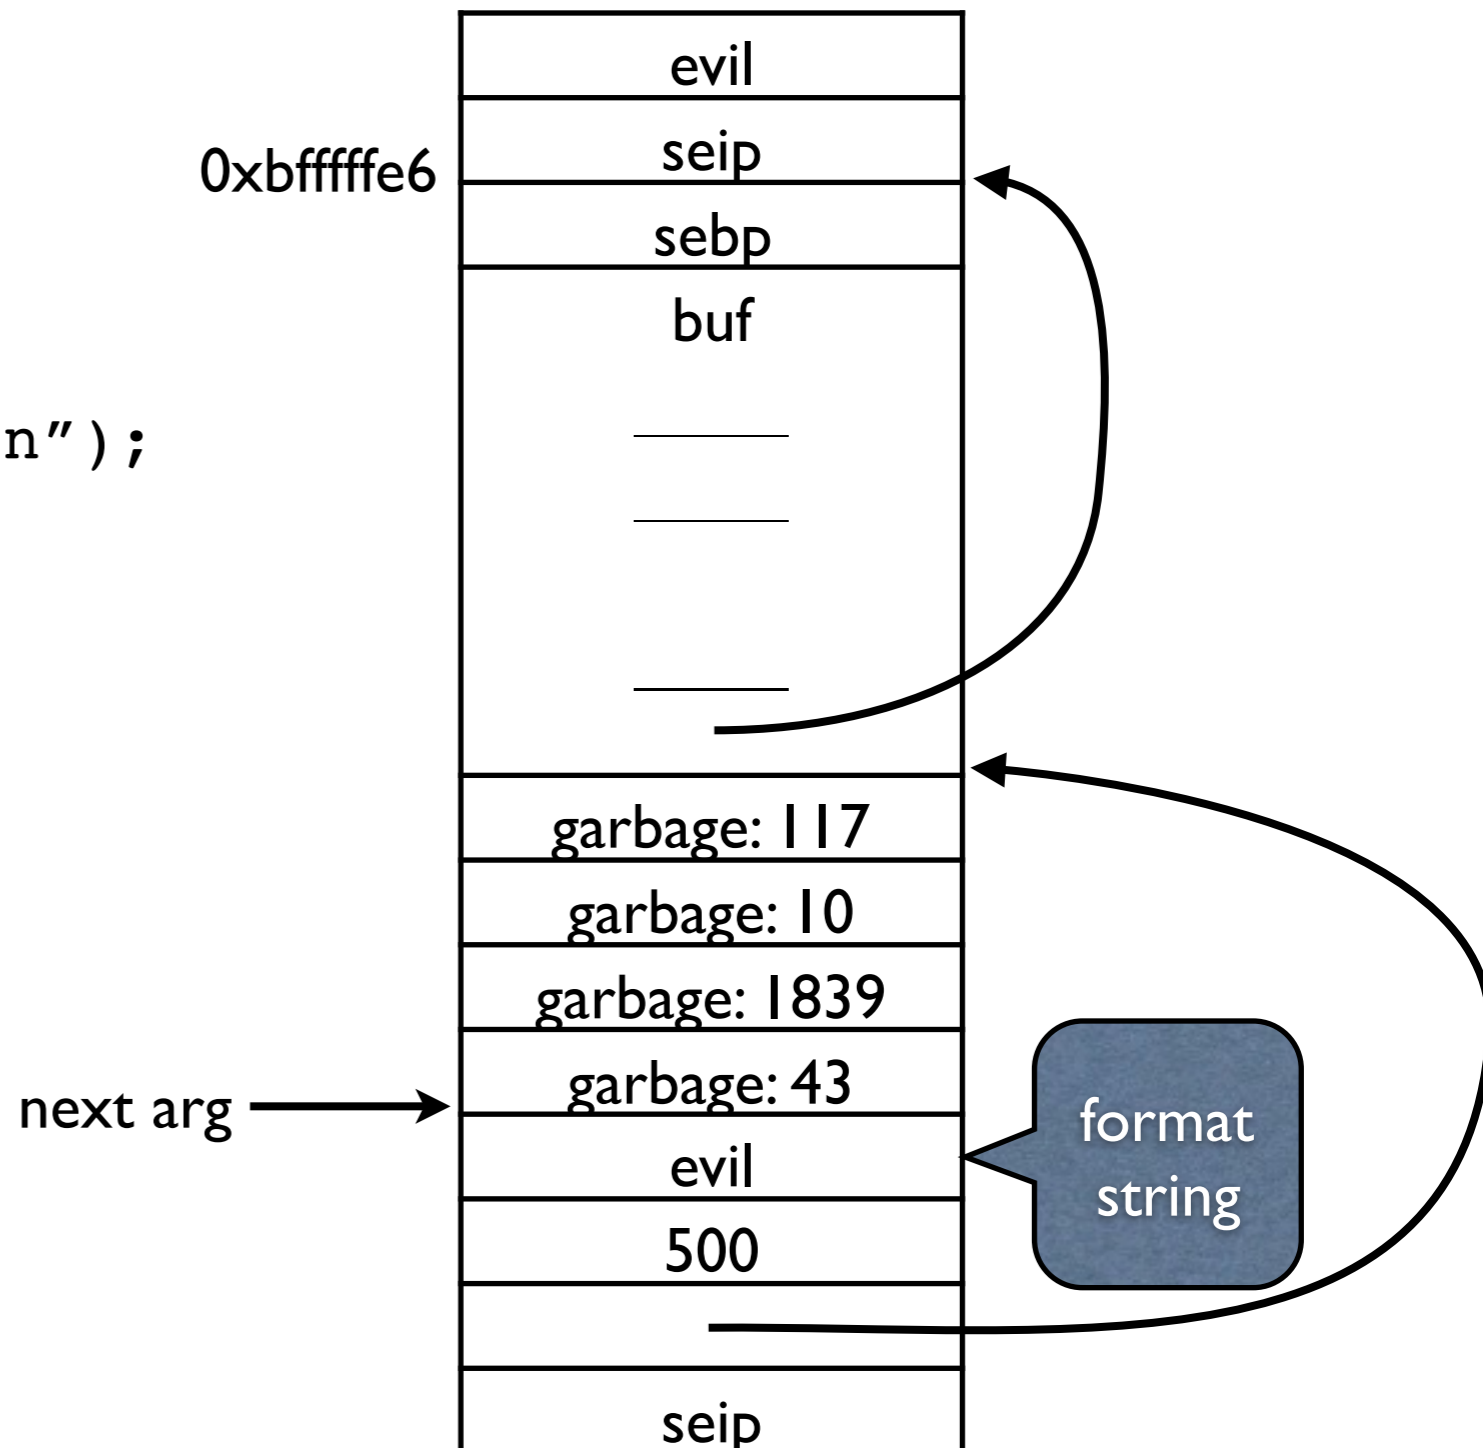 evil
0xbfffffe6
seip
sebp
buf
n");
garbage: 117
garbage: 10
garbage: 1839
garbage: 43
next arg
format
string
evil
500
seip